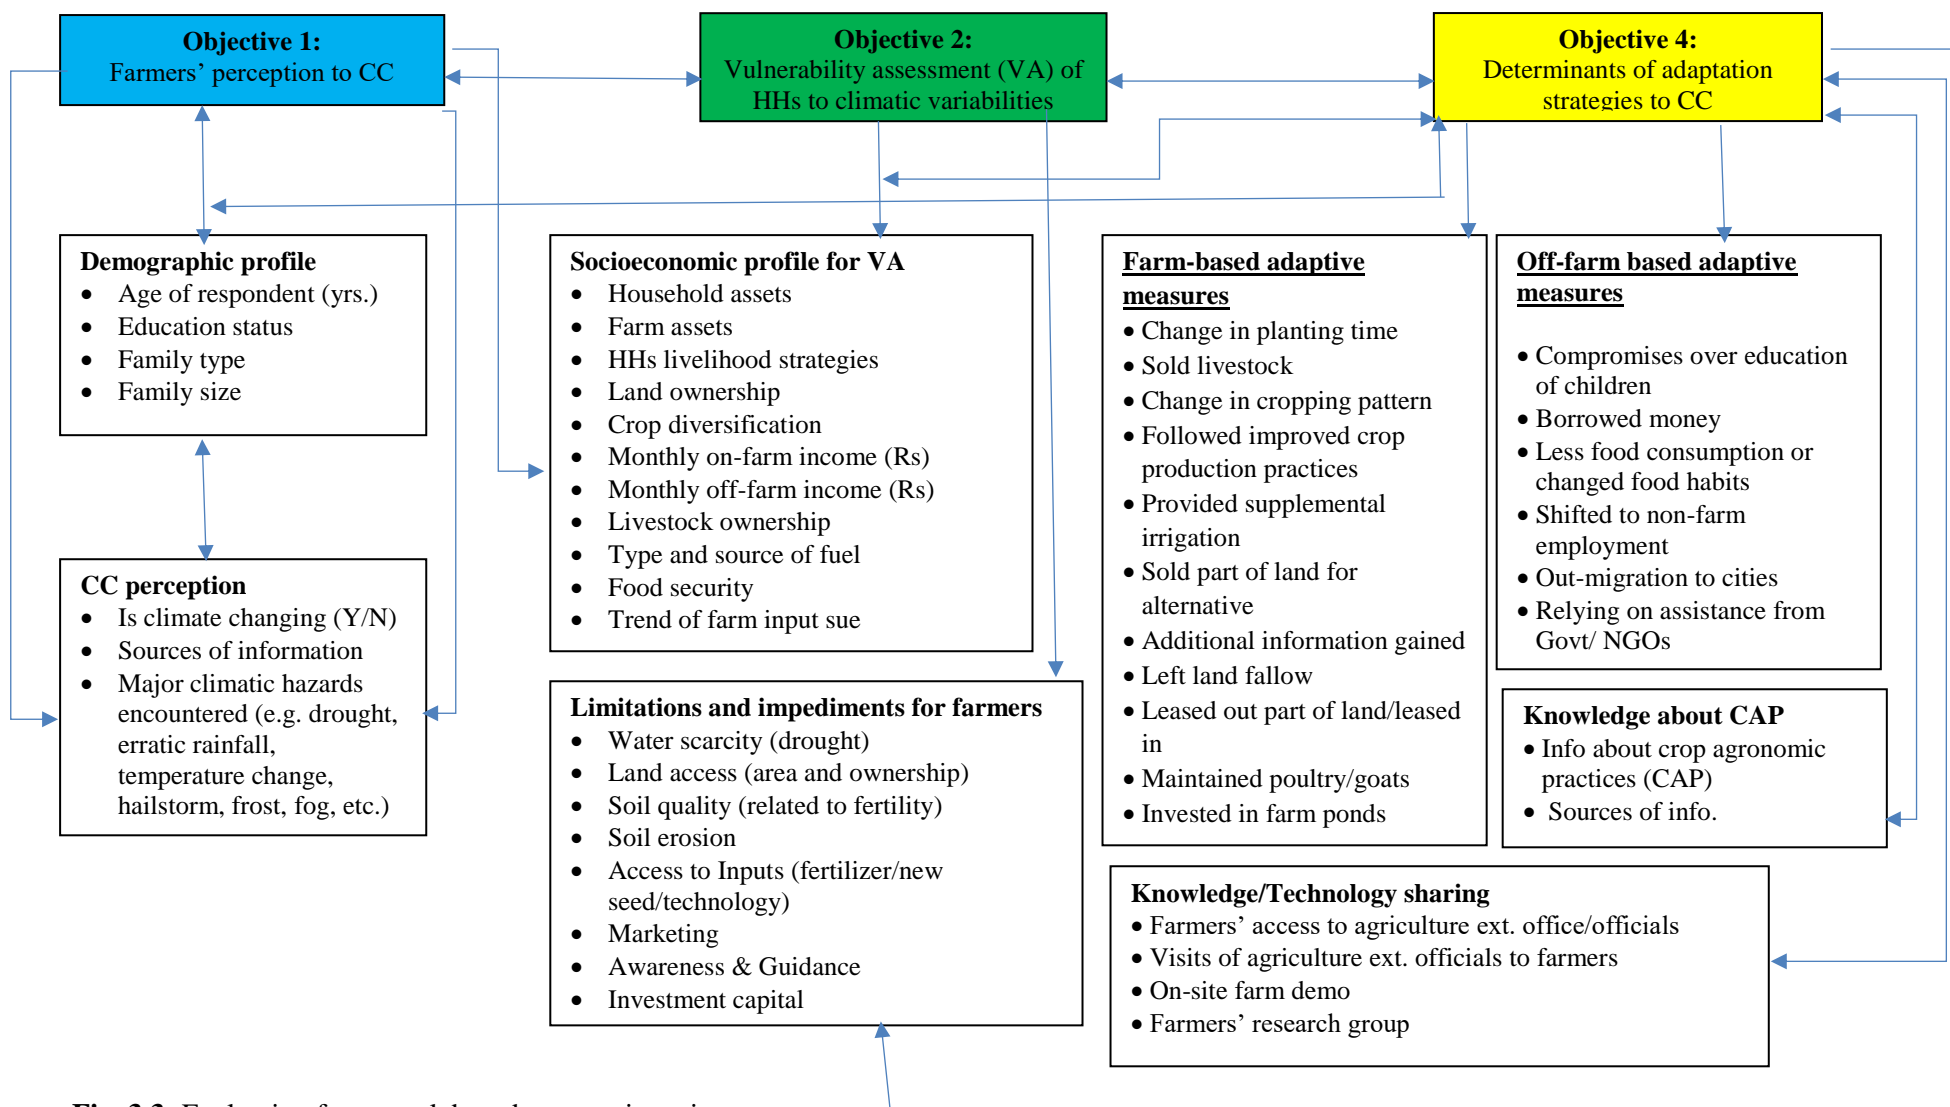 Objective 1:
Farmers' perception to CC
Objective 2:
Vulnerability assessment (VA) of
HHs to climatic variabilities
Objective 4:
Determinants of adaptation
strategies to CC
Demographic profile
• Age of respondent (yrs.)
• Education status
• Family type
• Family size
CC perception
• Is climate changing (Y/N)
• Sources of information
• Major climatic hazards
encountered (e.g. drought,
erratic rainfall,
temperature change,
hailstorm, frost, fog, etc.)
Socioeconomic profile for VA
• Household assets
• Farm assets
• HHs livelihood strategies
• Land ownership
• Crop diversification
• Monthly on-farm income (Rs)
• Monthly off-farm income (Rs)
• Livestock ownership
• Type and source of fuel
• Food security
• Trend of farm input sue
Limitations and impediments for farmers
• Water scarcity (drought)
• Land access (area and ownership)
• Soil quality (related to fertility)
• Soil erosion
• Access to Inputs (fertilizer/new
seed/technology)
• Marketing
• Awareness & Guidance
• Investment capital
Farm-based adaptive
measures
• Change in planting time
• Sold livestock
• Change in cropping pattern
• Followed improved crop
production practices
• Provided supplemental
irrigation
• Sold part of land for
alternative
• Additional information gained
• Left land fallow
• Leased out part of land/leased
in
• Maintained poultry/goats
• Invested in farm ponds
Off-farm based adaptive
measures
• Compromises over education
of children
• Borrowed money
• Less food consumption or
changed food habits
• Shifted to non-farm
employment
• Out-migration to cities
• Relying on assistance from
Govt/ NGOs
Knowledge about CAP
• Info about crop agronomic
practices (CAP)
• Sources of info.
Knowledge/Technology sharing
• Farmers' access to agriculture ext. office/officials
• Visits of agriculture ext. officials to farmers
• On-site farm demo
• Farmers' research group